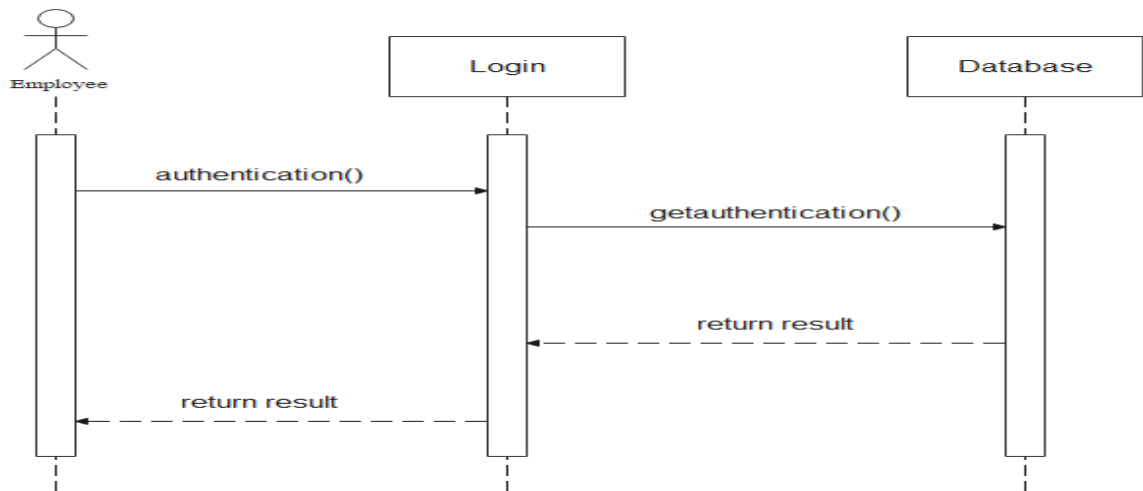 Employee
Login
Database
authentication()
getauthentication()
return result
return result